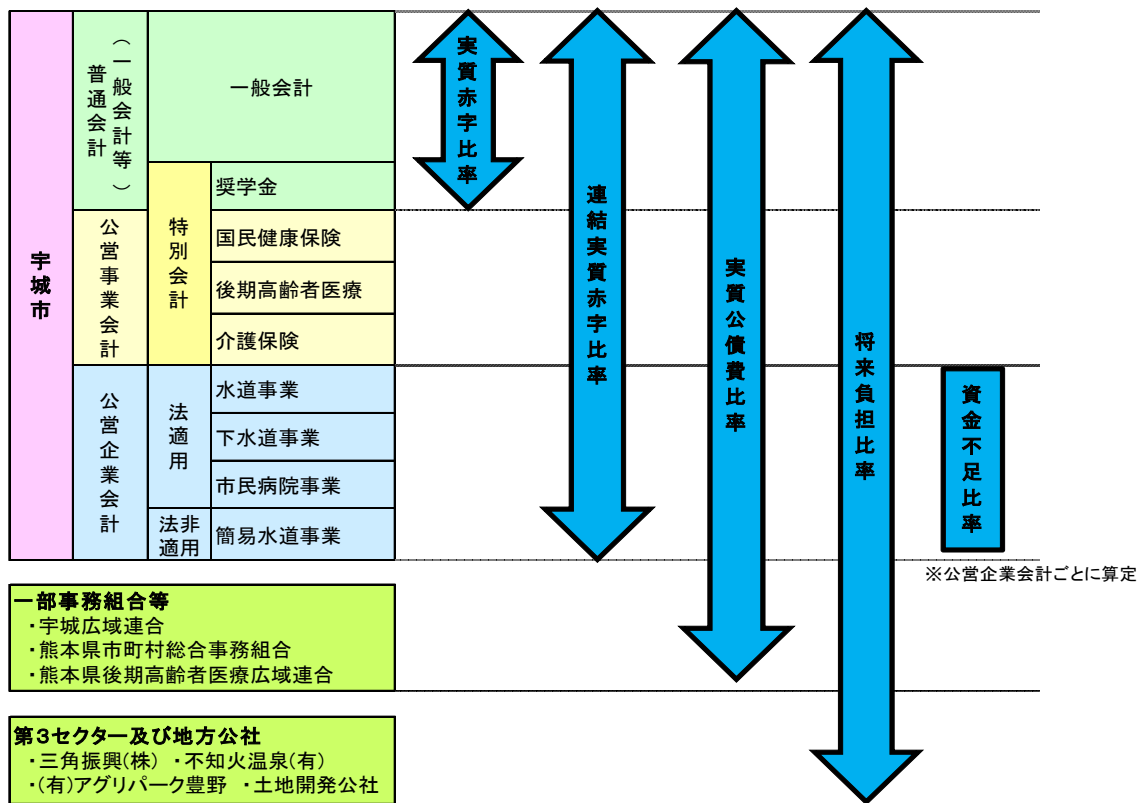 宇城市
普通会計
（一般会計等）
一般会計
特別会計
奨学金
公営事業会計
国民健康保険
後期高齢者医療
介護保険
公営企業会計
法適用
水道事業
下水道事業
市民病院事業
法非
適用
簡易水道事業
実質赤字比率
連結実質赤字比率
実質公債費比率
将来負担比率
資金不足比率
※公営企業会計ごとに算定
一部事務組合等
・宇城広域連合
・熊本県市町村総合事務組合
・熊本県後期高齢者医療広域連合
第３セクター及び地方公社
・三角振興(株) ・不知火温泉(有)
・(有)アグリパーク豊野 ・土地開発公社